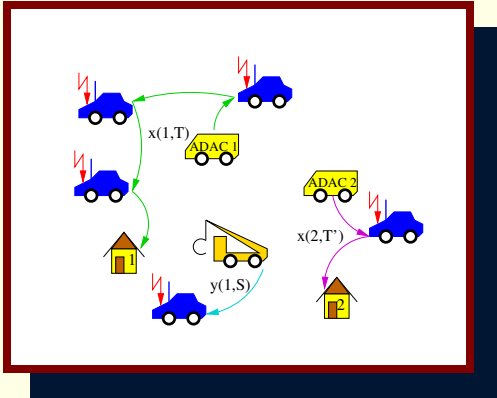 x(1,T)
ADAC 1
ADAC 2
x(2,T')
1
y(1,S)
2